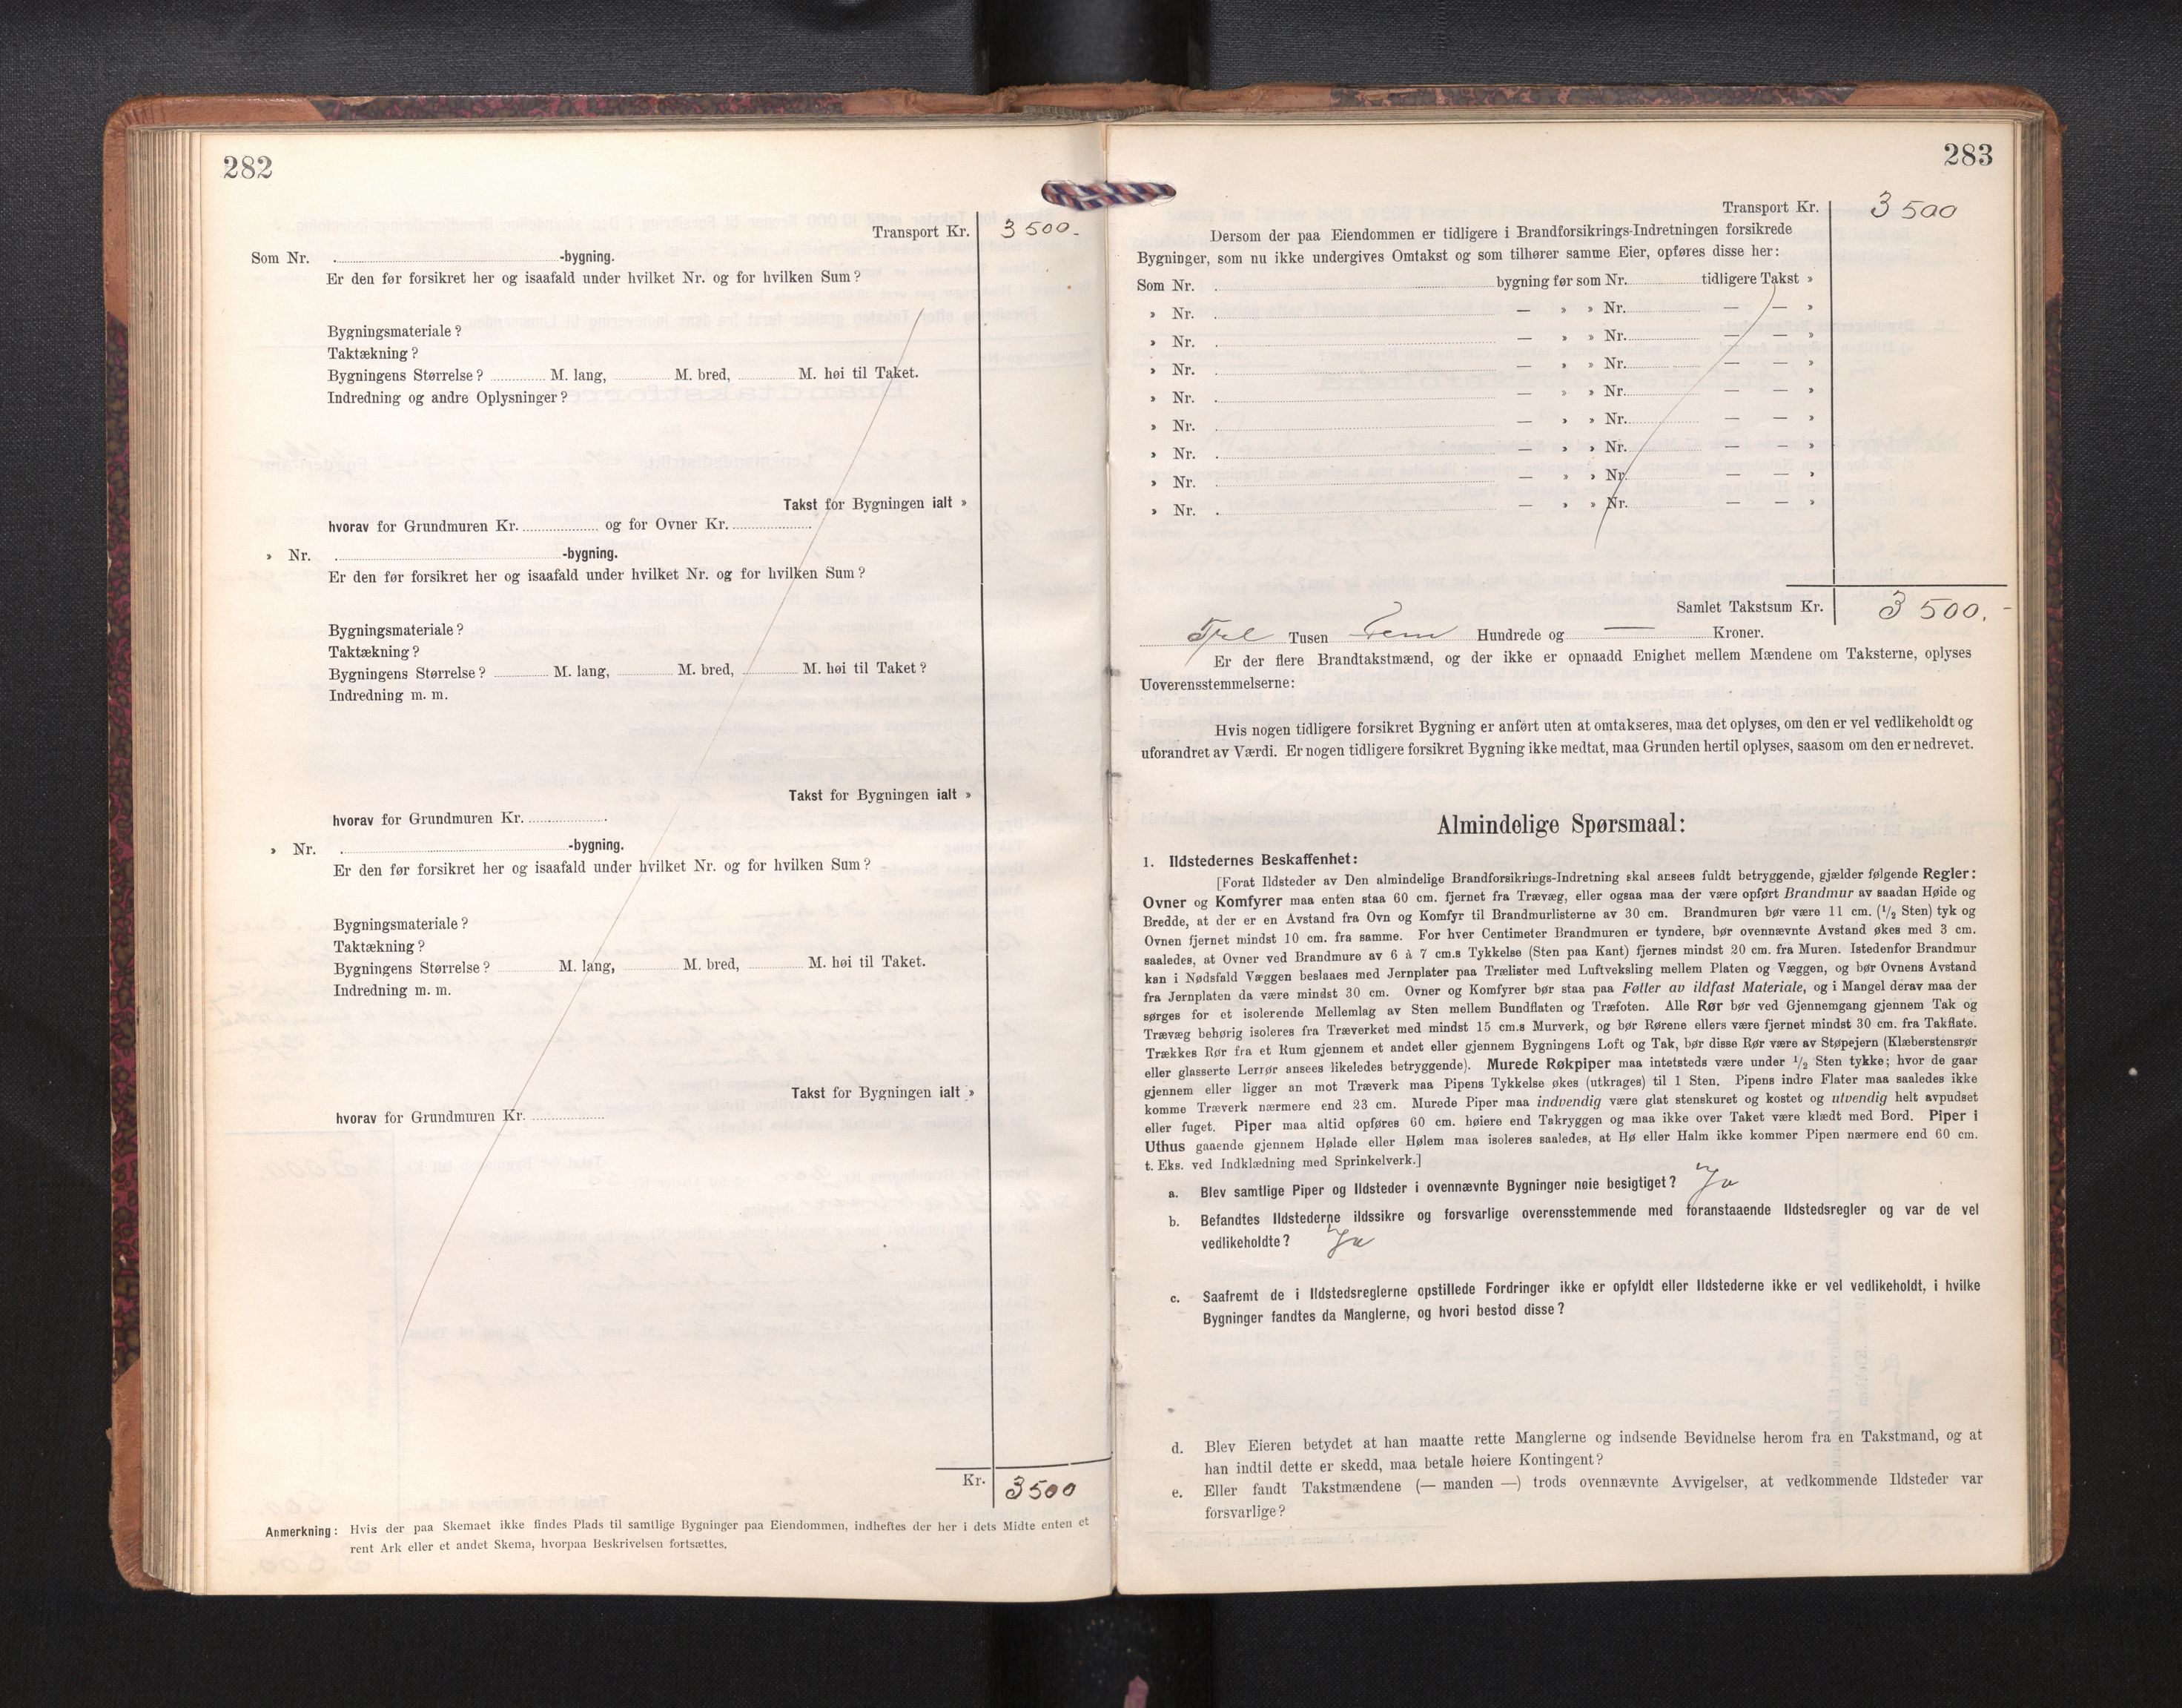 282
Transport Kr. 3500.-
Som Nr. -bygning.
Er den før forsikret her og isaafald under hvilket Nr. og for hvilken Sum?
Bygningsmateriale?
Taktækning?
Bygningens Størrelse? M. lang, M. bred, M. høi til Taket.
Indredning og andre Oplysninger?
Takst for Bygningen ialt »
hvorav for Grundmuren Kr. og for Ovner Kr.
» Nr. -bygning.
Er den før forsikret her og isaafald under hvilket Nr. og for hvilken Sum?
Bygningsmateriale?
Taktækning?
Bygningens Størrelse? M. lang, M. bred, M. høi til Taket?
Indredning m. m.
Takst for Bygningen ialt »
hvorav for Grundmuren Kr.
» Nr. -bygning.
Er den før forsikret her og isaafald under hvilket Nr. og for hvilken Sum?
Bygningsmateriale?
Taktækning?
Bygningens Størrelse? M. lang, M. bred, M. høi til Taket.
Indredning m. m.
Takst for Bygningen ialt »
hvorav for Grundmuren Kr.
Kr. 3500
Anmerkning: Hvis der paa Skemaet ikke findes Plads til samtlige Bygninger paa Eiendommen, indheftes der her i dets Midte enten et
rent Ark eller et andet Skema, hvorpaa Beskrivelsen fortsættes.
283
Transport Kr. 3500
Dersom der paa Eiendommen er tidligere i Brandforsikrings-Indretningen forsikrede
Bygninger, som nu ikke undergives Omtakst og som tilhører samme Eier, opføres disse her:
Som Nr. bygning før som Nr. tidligere Takst »
» Nr. — » » Nr. — — »
» Nr. — » » Nr. — — »
» Nr. — » » Nr. — — »
» Nr. — » » Nr. — — »
» Nr. — » » Nr. — — »
» Nr. — » » Nr. — — »
» Nr. — » » Nr. — — »
» Nr. — » » Nr. — — »
Samlet Takstsum Kr. 3500.-
Tre Tusen Fem Hundrede og — Kroner.
Er der flere Brandtakstmænd, og der ikke er opnaadd Enighet mellem Mændene om Taksterne, oplyses
Uoverensstemmelserne:
Hvis nogen tidligere forsikret Bygning er anført uten at omtakseres, maa det oplyses, om den er vel vedlikeholdt og
uforandret av Værdi. Er nogen tidligere forsikret Bygning ikke medtat, maa Grunden hertil oplyses, saasom om den er nedrevet.
Almindelige Spørsmaal:
1. Ildstedernes Beskaffenhet:
[Forat Ildsteder av Den almindelige Brandforsikrings-Indretning skal ansees fuldt betryggende, gjælder følgende Regler:
Ovner og Komfyrer maa enten staa 60 cm. fjernet fra Trævæg, eller ogsaa maa der være opført Brandmur av saadan Høide og
Bredde, at der er en Avstand fra Ovn og Komfyr til Brandmurlisterne av 30 cm. Brandmuren bør være 11 cm. (1/2 Sten) tyk og
Ovnen fjernet mindst 10 cm. fra samme. For hver Centimeter Brandmuren er tyndere, bør ovennævnte Avstand økes med 3 cm.
saaledes, at Ovner ved Brandmure av 6 à 7 cm.s Tykkelse (Sten paa Kant) fjernes mindst 20 cm. fra Muren. Istedenfor Brandmur
kan i Nødsfald Væggen beslaaes med Jernplater paa Trælister med Luftveksling mellem Platen og Væggen, og bør Ovnens Avstand
fra Jernplaten da være mindst 30 cm. Ovner og Komfyrer bør staa paa Føtter av ildfast Materiale, og i Mangel derav maa der
sørges for et isolerende Mellemlag av Sten mellem Bundflaten og Træfoten. Alle Rør bør ved Gjennemgang gjennem Tak og
Trævæg behørig isoleres fra Træverket med mindst 15 cm.s Murverk, og bør Rørene ellers være fjernet mindst 30 cm. fra Takflate.
Trækkes Rør fra et Rum gjennem et andet eller gjennem Bygningens Loft og Tak, bør disse Rør være av Støpejern (Klæberstensrør
eller glasserte Lerrør ansees likeledes betryggende). Murede Røkpiper maa intetsteds være under 1/2 Sten tykke; hvor de gaar
gjennem eller ligger an mot Træverk maa Pipens Tykkelse økes (utkrages) til 1 Sten. Pipens indre Flater maa saaledes ikke
komme Træverk nærmere end 23 cm. Murede Piper maa indvendig være glat stenskuret og kostet og utvendig helt avpudset
eller fuget. Piper maa altid opføres 60 cm. høiere end Takryggen og maa ikke over Taket være klædt med Bord. Piper i
Uthus gaaende gjennem Hølade eller Hølem maa isoleres saaledes, at Hø eller Halm ikke kommer Pipen nærmere end 60 cm.
t. Eks. ved Indklædning med Sprinkelverk.]
a. Blev samtlige Piper og Ildsteder i ovennævnte Bygninger nøie besigtiget? Ja
b. Befandtes Ildstederne ildssikre og forsvarlige overensstemmende med foranstaaende Ildstedsregler og var de vel
vedlikeholdte? Ja
c. Saafremt de i Ildstedsreglerne opstillede Fordringer ikke er opfyldt eller Ildstederne ikke er vel vedlikeholdt, i hvilke
Bygninger fandtes da Manglerne, og hvori bestod disse?
d. Blev Eieren betydet at han maatte rette Manglerne og indsende Bevidnelse herom fra en Takstmand, og at
han indtil dette er skedd, maa betale høiere Kontingent?
e. Eller fandt Takstmændene (— manden —) trods ovennævnte Avvigelser, at vedkommende Ildsteder var
forsvarlige?